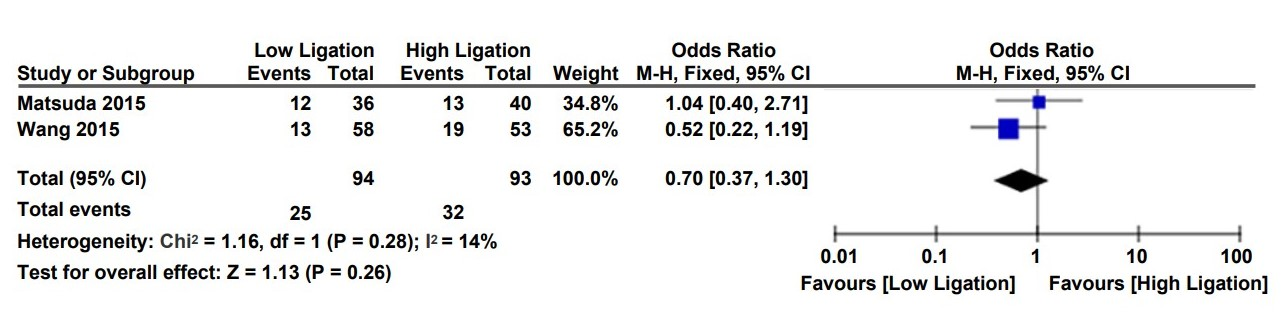 Low Ligation High Ligation Odds Ratio Odds Ratio
Study or Subgroup Events Total Events Total Weight M-H, Fixed, 95% CI M-H, Fixed, 95% CI
Matsuda 2015 12 36 13 40 34.8% 1.04 [0.40, 2.71]
Wang 2015 13 58 19 53 65.2% 0.52 [0.22, 1.19]
Total (95% CI) 94 93 100.0% 0.70 [0.37, 1.30]
Total events 25 32
Heterogeneity: Chi² = 1.16, df = 1 (P = 0.28); I² = 14%
Test for overall effect: Z = 1.13 (P = 0.26)
0.01 0.1 1 10 100
Favours [Low Ligation] Favours [High Ligation]